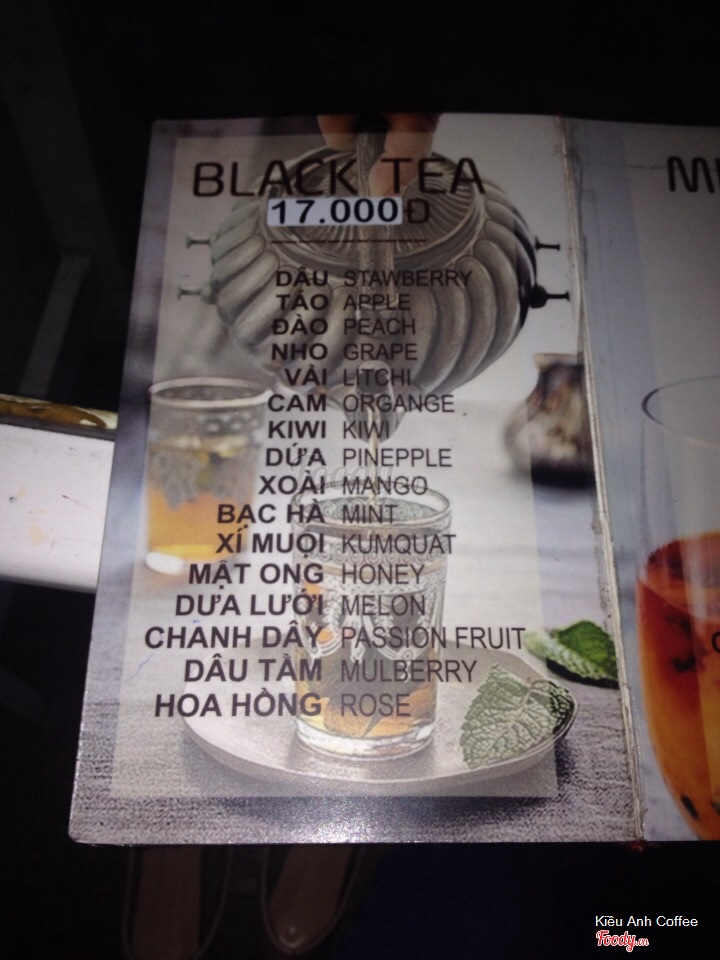 BLACK TEA
17.000 Đ
DÂU STAWBERRY
TÁO APPLE
ĐÀO PEACH
NHO GRAPE
VẢI LITCHI
CAM ORGANGE
KIWI KIWI
DỨA PINEPPLE
XOÀI MANGO
BẠC HÀ MINT
XÍ MUỘI KUMQUAT
MẬT ONG HONEY
DƯA LƯỚI MELON
CHANH DÂY PASSION FRUIT
DÂU TẰM MULBERRY
HOA HỒNG ROSE
Kiều Anh Coffee
Foody.vn